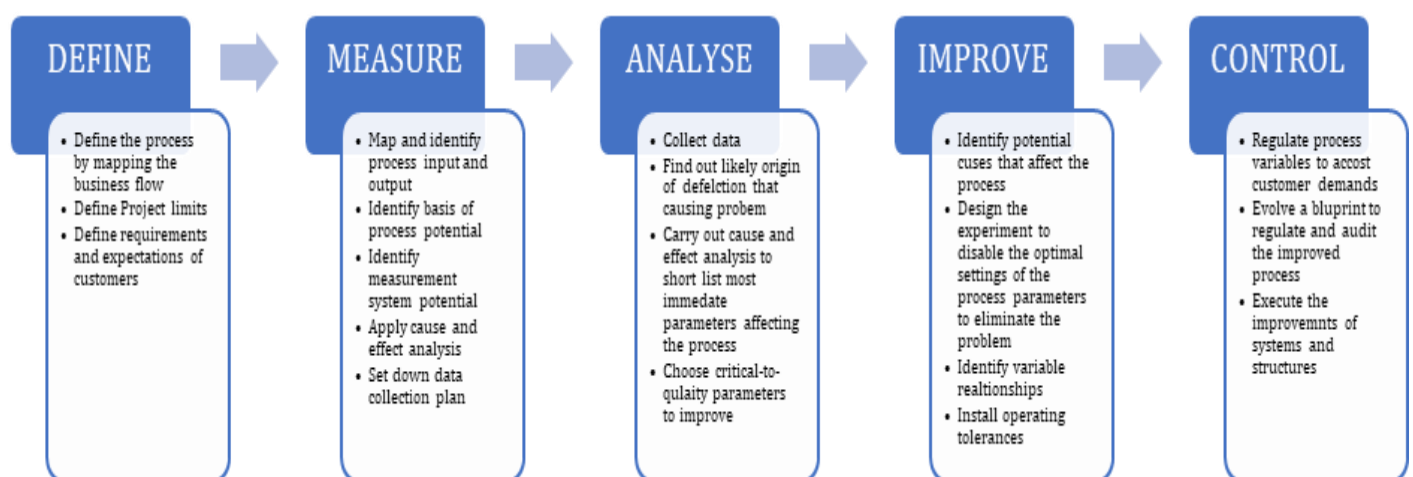 DEFINE
• Define the process
by mapping the
business flow
• Define Project limits
• Define requirements
and expectations of
customers
MEASURE
• Map and identify
process input and
output
• Identify basis of
process potential
• Identify
measurement
system potential
• Apply cause and
effect analysis
• Set down data
collection plan
ANALYSE
• Collect data
• Find out likely origin
of defelction that
causing probem
• Carry out cause and
effect analysis to
short list most
immedate
parameters affecting
the process
• Choose critical-to-
qulaity parameters
to improve
IMPROVE
• Identify potential
cuses that affect the
process
• Design the
experiment to
disable the optimal
settings of the
process parameters
to eliminate the
problem
• Identify variable
realtionships
• Install operating
tolerances
CONTROL
• Regulate process
variables to accost
customer demands
• Evolve a bluprint to
regulate and audit
the improved
process
• Execute the
improvemnts of
systems and
structures